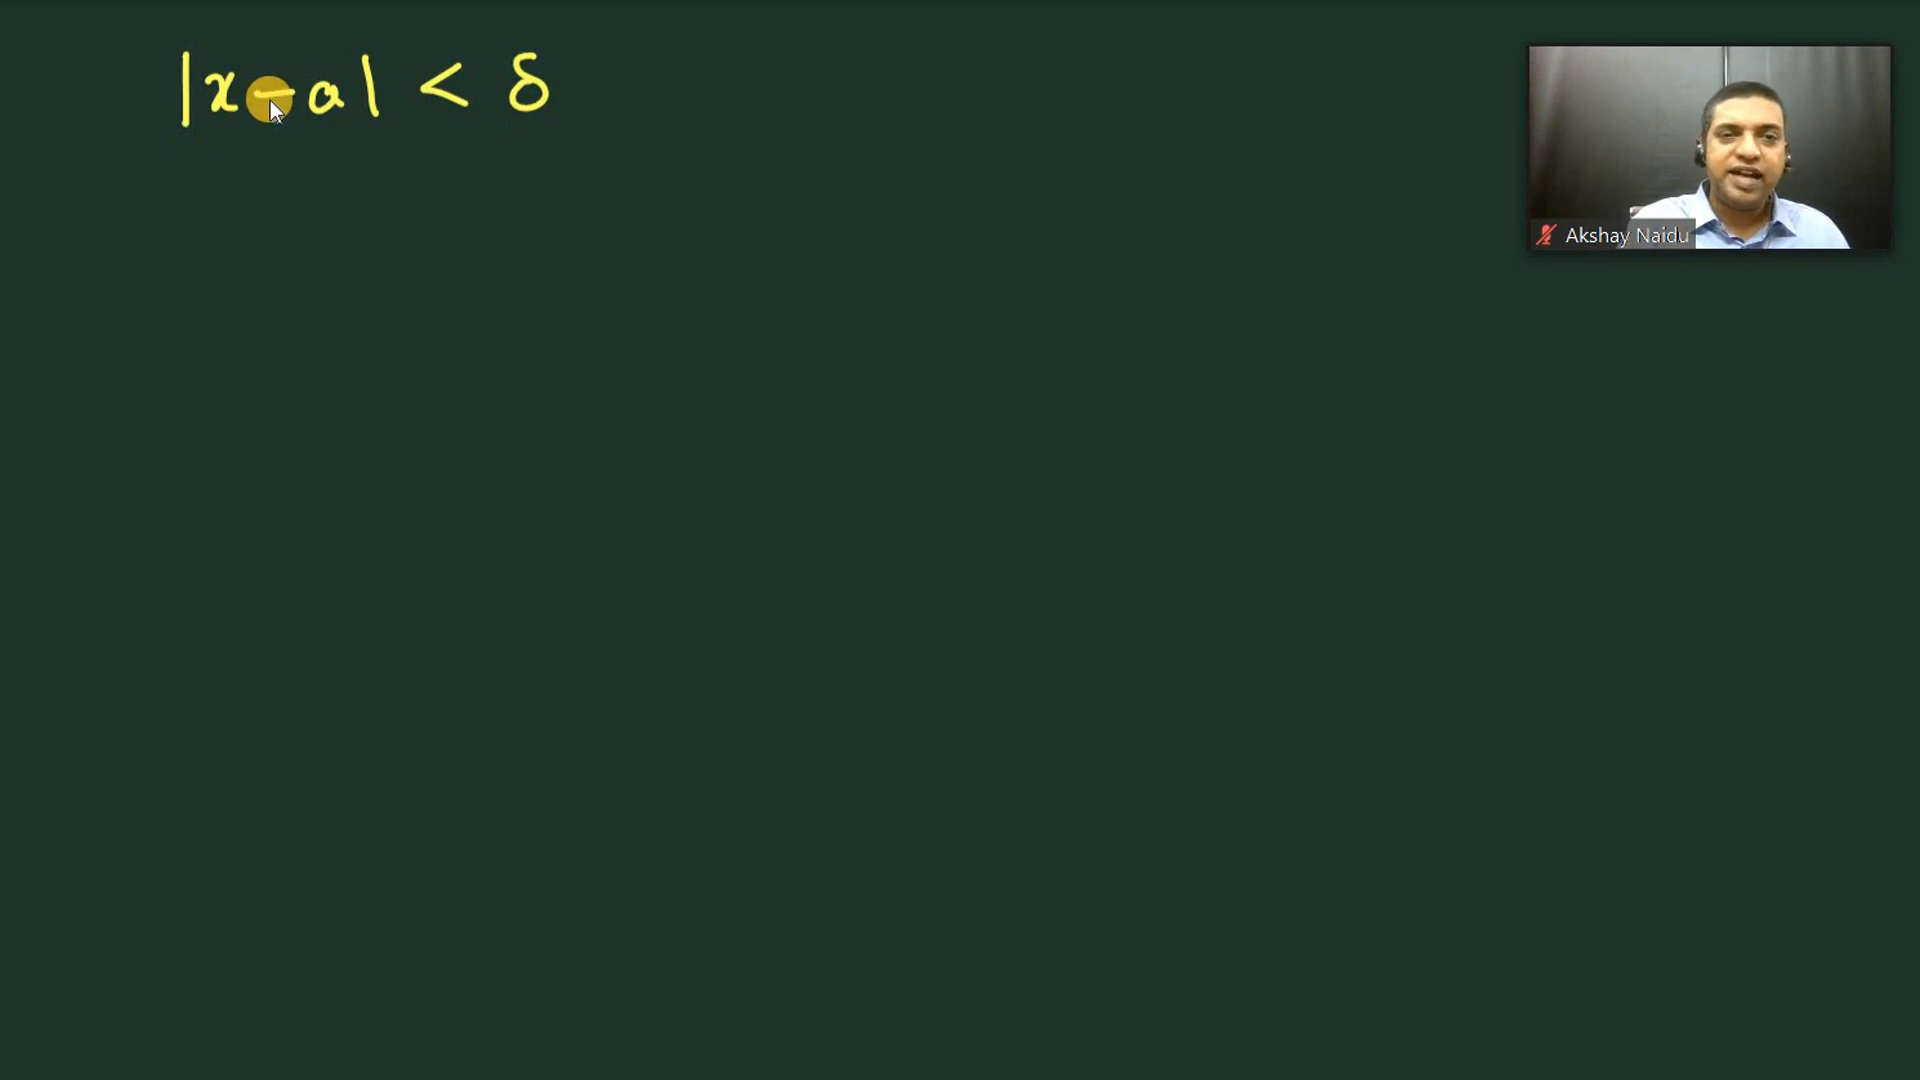 |x-a| < δ
Akshay Naidu